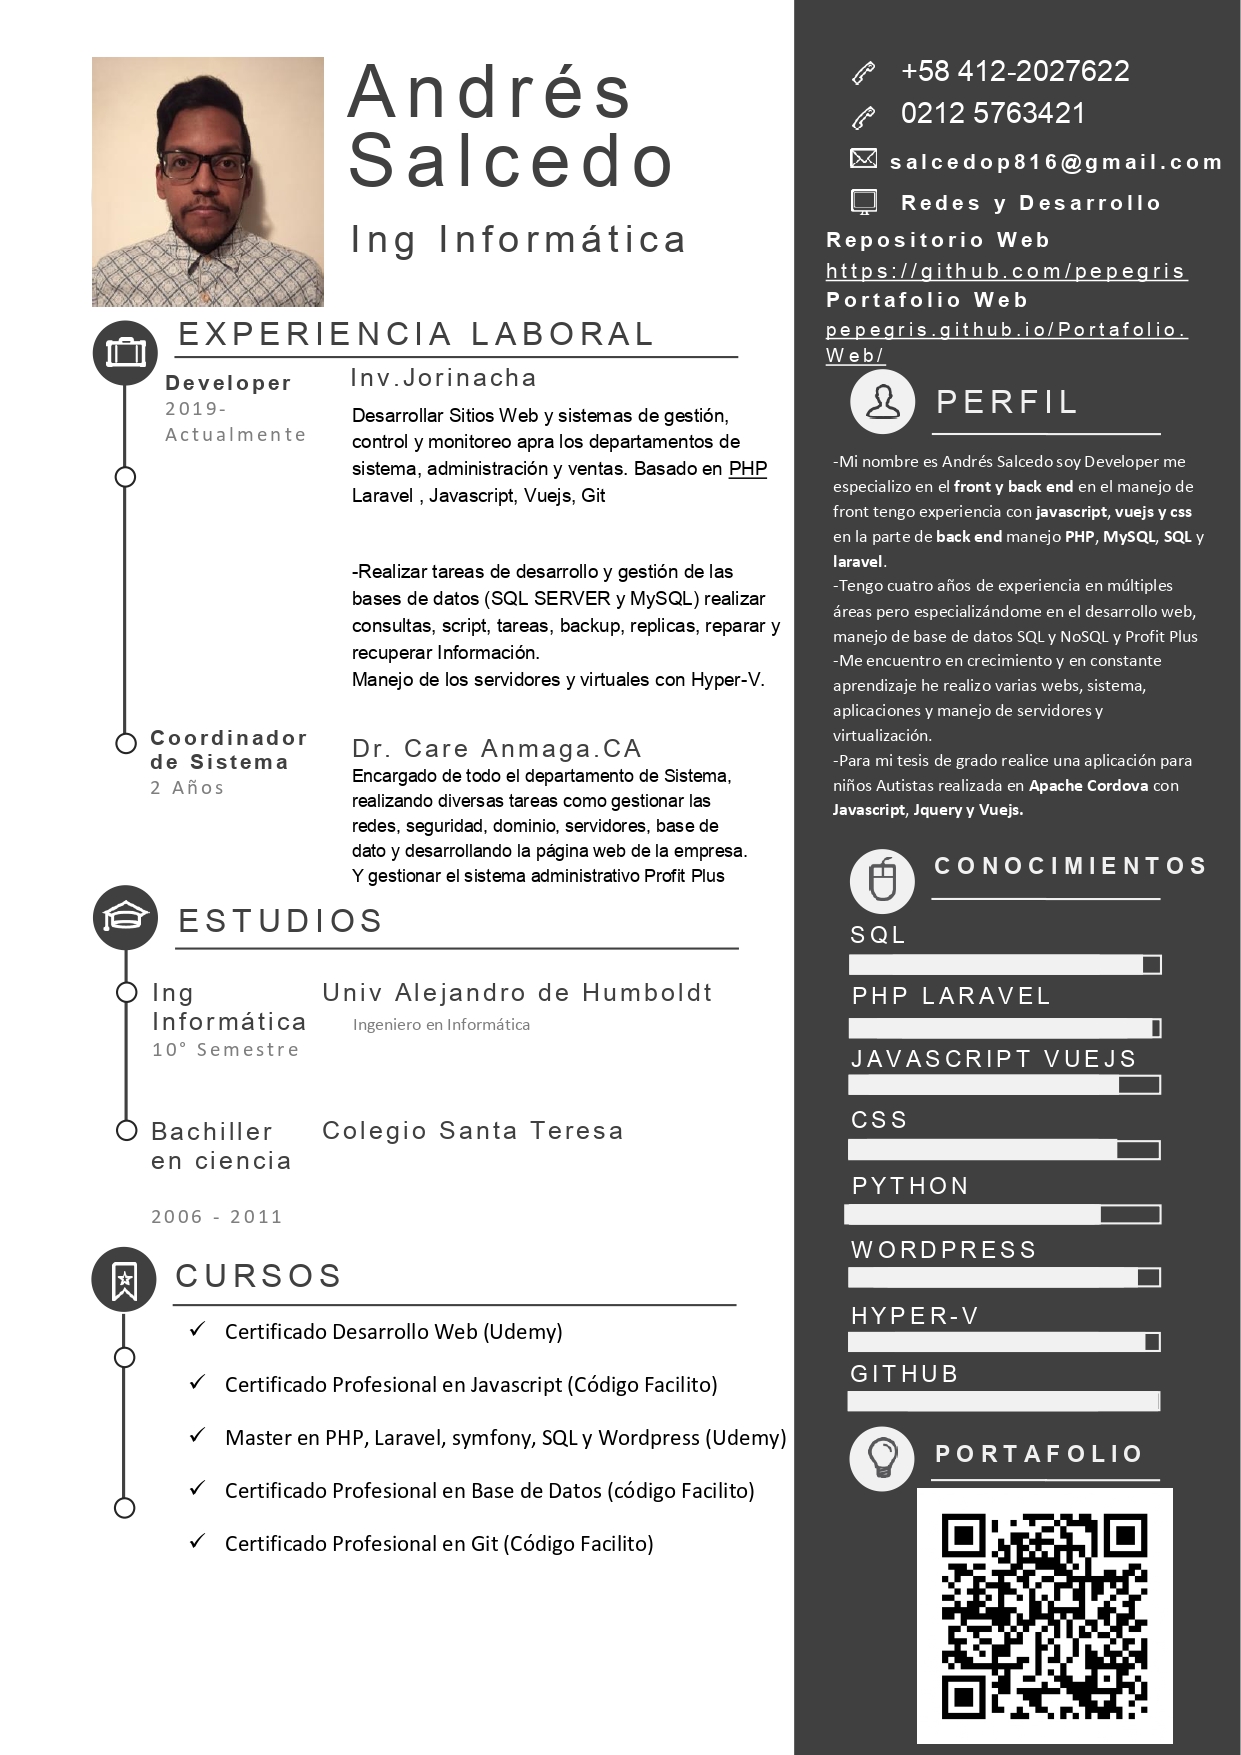 Andrés
Salcedo
Ing Informática
EXPERIENCIA LABORAL
Developer
2019-
Actualmente
Inv.Jorinacha
Desarrollar Sitios Web y sistemas de gestión,
control y monitoreo apra los departamentos de
sistema, administración y ventas. Basado en PHP
Laravel , Javascript, Vuejs, Git
-Realizar tareas de desarrollo y gestión de las
bases de datos (SQL SERVER y MySQL) realizar
consultas, script, tareas, backup, replicas, reparar y
recuperar Información.
Manejo de los servidores y virtuales con Hyper-V.
Coordinador
de Sistema
2 Años
Dr. Care Anmaga.CA
Encargado de todo el departamento de Sistema,
realizando diversas tareas como gestionar las
redes, seguridad, dominio, servidores, base de
dato y desarrollando la página web de la empresa.
Y gestionar el sistema administrativo Profit Plus
ESTUDIOS
Ing
Informática
10° Semestre
Univ Alejandro de Humboldt
Ingeniero en Informática
Bachiller
en ciencia
2006 - 2011
Colegio Santa Teresa
CURSOS
✓ Certificado Desarrollo Web (Udemy)
✓ Certificado Profesional en Javascript (Código Facilito)
✓ Master en PHP, Laravel, symfony, SQL y Wordpress (Udemy)
✓ Certificado Profesional en Base de Datos (código Facilito)
✓ Certificado Profesional en Git (Código Facilito)
+58 412-2027622
0212 5763421
salcedop816@gmail.com
Redes y Desarrollo
Repositorio Web
https://github.com/pepegris
Portafolio Web
pepegris.github.io/Portafolio.
Web/
PERFIL
-Mi nombre es Andrés Salcedo soy Developer me
especializo en el front y back end en el manejo de
front tengo experiencia con javascript, vuejs y css
en la parte de back end manejo PHP, MySQL, SQL y
laravel.
-Tengo cuatro años de experiencia en múltiples
áreas pero especializándome en el desarrollo web,
manejo de base de datos SQL y NoSQL y Profit Plus
-Me encuentro en crecimiento y en constante
aprendizaje he realizo varias webs, sistema,
aplicaciones y manejo de servidores y
virtualización.
-Para mi tesis de grado realice una aplicación para
niños Autistas realizada en Apache Cordova con
Javascript, Jquery y Vuejs.
CONOCIMIENTOS
SQL
PHP LARAVEL
JAVASCRIPT VUEJS
CSS
PYTHON
WORDPRESS
HYPER-V
GITHUB
PORTAFOLIO